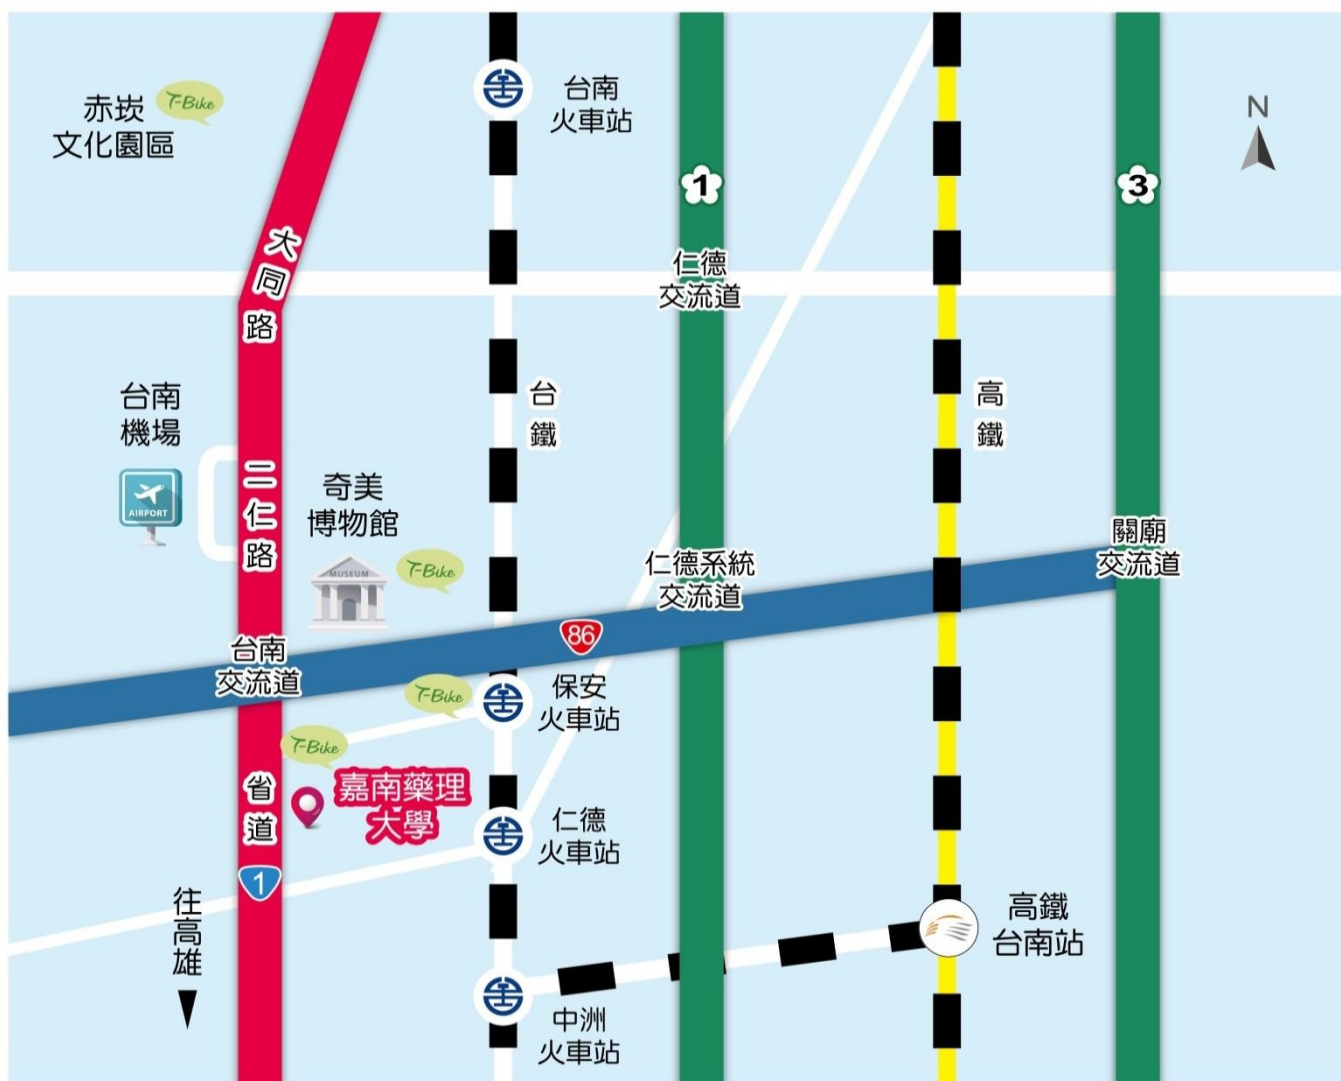 赤崁
文化園區
T-Bike
台南
火車站
N
1
3
大同路
仁德
交流道
台鐵
高鐵
台南
機場
AIRPORT
二仁路
奇美
博物館
MUSEUM
T-Bike
仁德系統
交流道
關廟
交流道
86
台南
交流道
T-Bike
保安
火車站
T-Bike
嘉南藥理
大學
省道
1
仁德
火車站
往高雄
高鐵
台南站
中洲
火車站